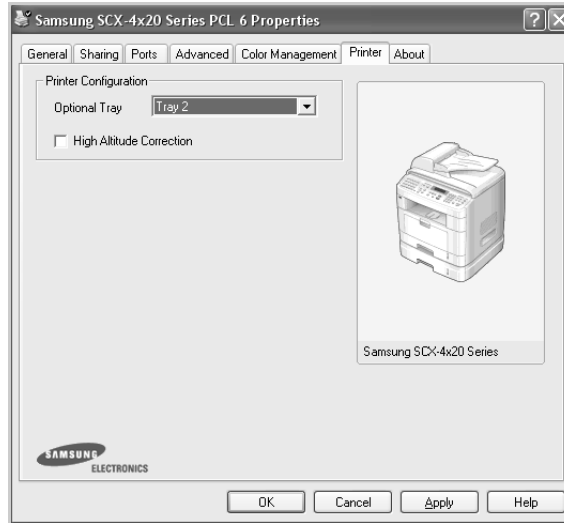 Samsung SCX-4x20 Series PCL 6 Properties
General Sharing Ports Advanced Color Management Printer About
Printer Configuration
Optional Tray Tray 2
High Altitude Correction
Samsung SCX-4x20 Series
SAMSUNG
ELECTRONICS
OK Cancel Apply Help